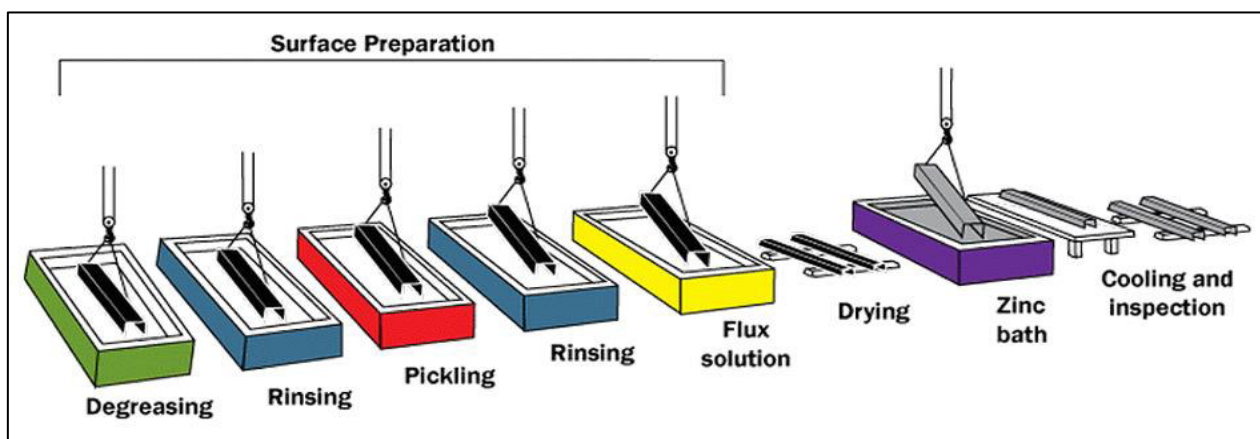 Surface Preparation
Degreasing
Rinsing
Pickling
Rinsing
Flux
solution
Drying
Zinc
bath
Cooling and
inspection